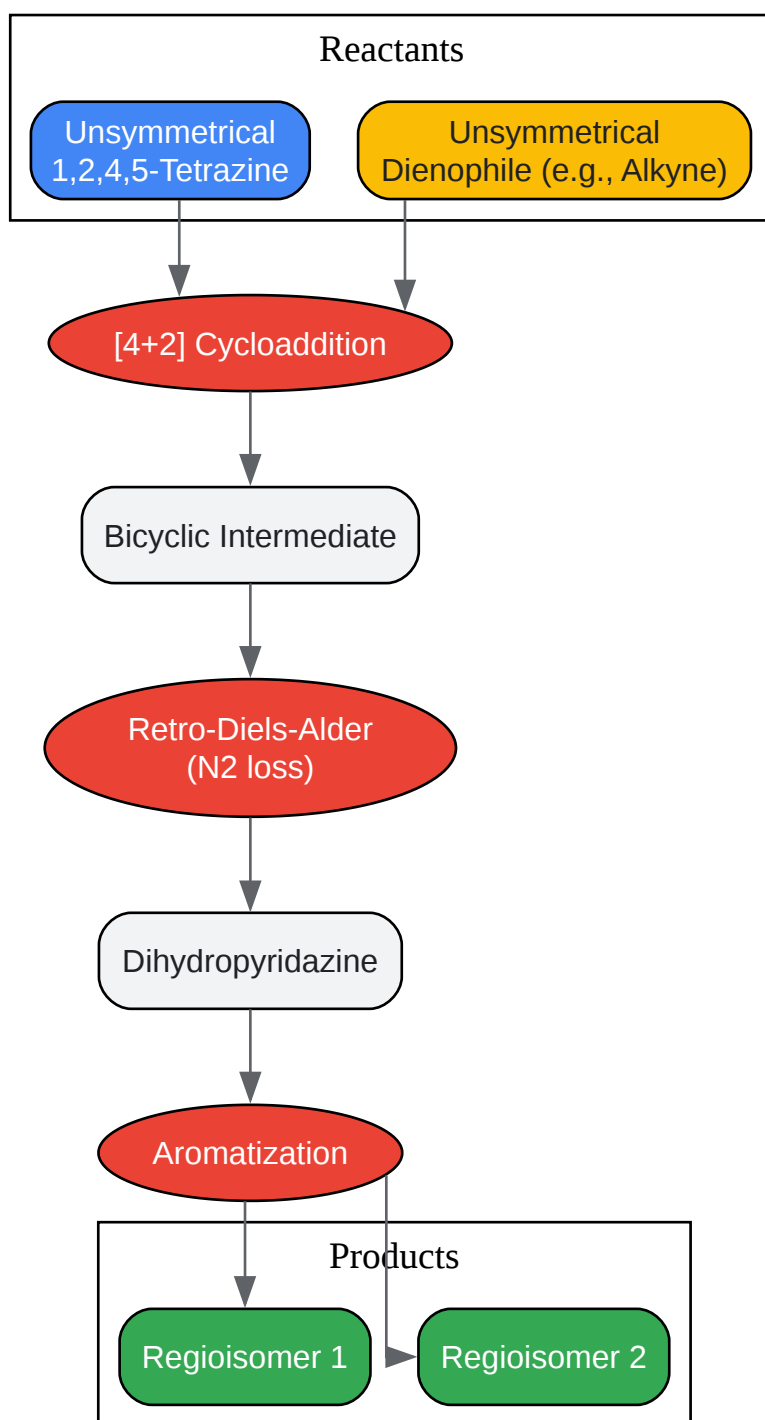 Reactants
Unsymmetrical
1,2,4,5-Tetrazine
Unsymmetrical
Dienophile (e.g., Alkyne)
[4+2] Cycloaddition
Bicyclic Intermediate
Retro-Diels-Alder
(N2 loss)
Dihydropyridazine
Aromatization
Products
Regioisomer 1
Regioisomer 2